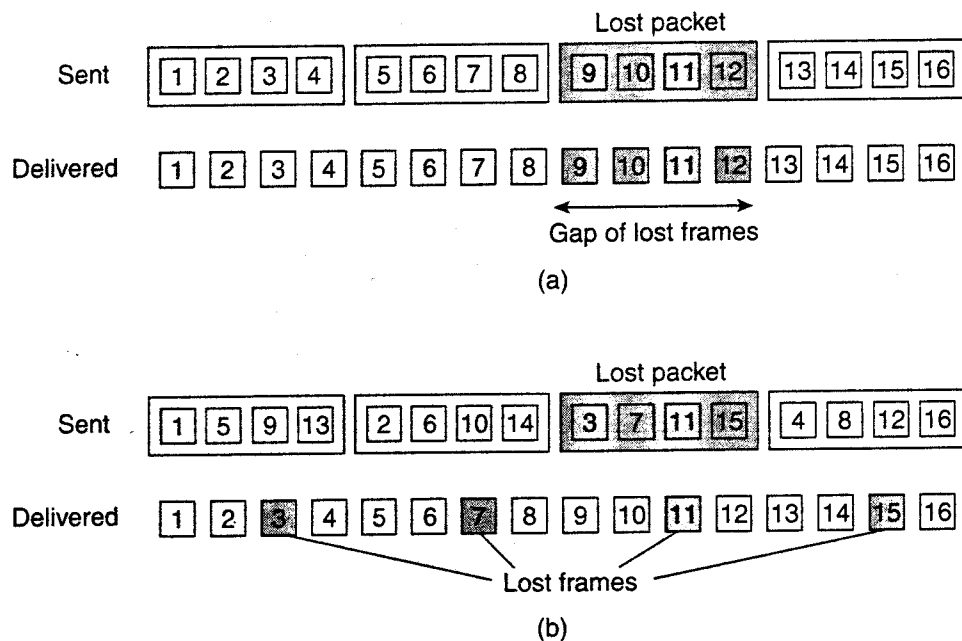 Lost packet
Sent 1 2 3 4 5 6 7 8 9 10 11 12 13 14 15 16
Delivered 1 2 3 4 5 6 7 8 9 10 11 12 13 14 15 16
Gap of lost frames
(a)
Lost packet
Sent 1 5 9 13 2 6 10 14 3 7 11 15 4 8 12 16
Delivered 1 2 3 4 5 6 7 8 9 10 11 12 13 14 15 16
Lost frames
(b)